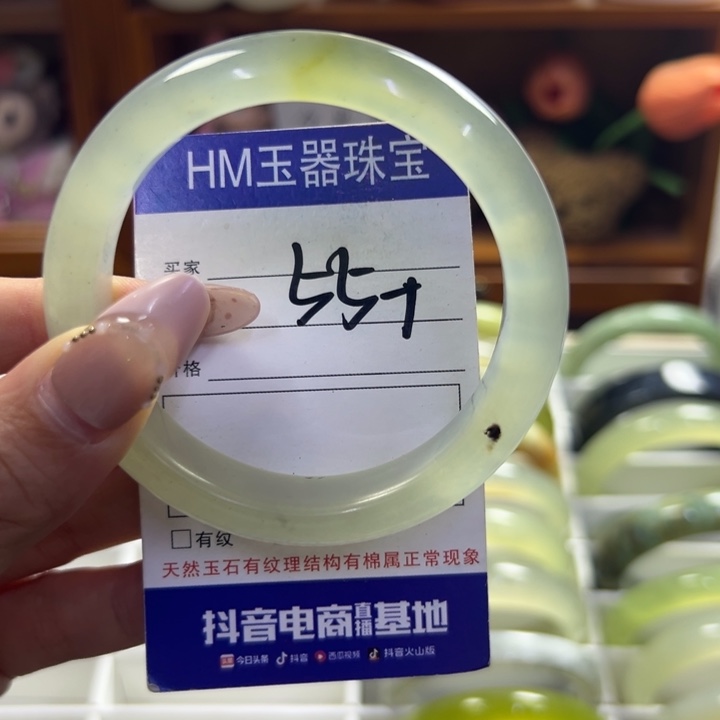 HM玉器珠宝
买家
55+
格
有纹
天然玉石有纹理结构有棉属正常现象
抖音电商直播基地
头条 今日头条 抖音 西瓜视频 抖音火山版